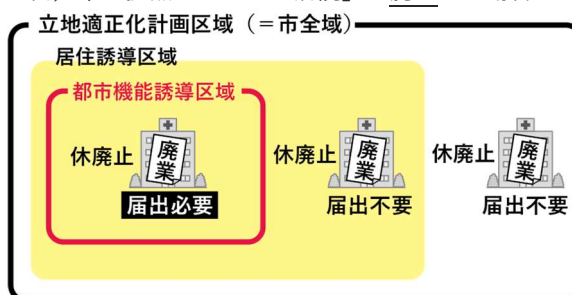 立地適正化計画区域（＝市全域）
居住誘導区域
都市機能誘導区域
休廃止 廃業 休廃止 廃業 休廃止 廃業
届出必要 届出不要 届出不要